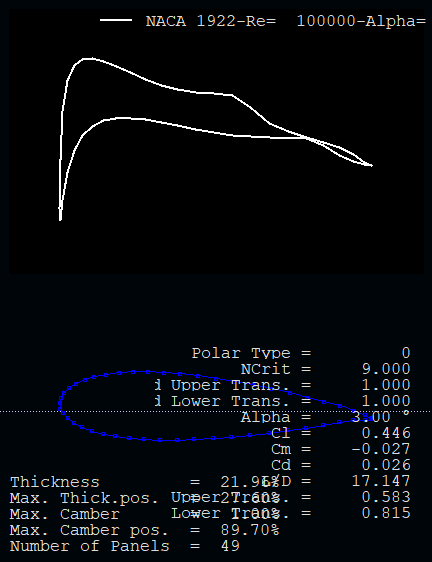 NACA 1922-Re=  100000-Alpha=
Polar Type =  0
NCrit =  9.000
d Upper Trans. =  1.000
d Lower Trans. =  1.000
Alpha =  3.00 °
Cl =  0.446
Cm =  -0.027
Cd =  0.026
L/D =  17.147
Upper Trans. =  0.583
Lower Trans. =  0.815
Thickness =  21.96%
Max. Thick.pos. =  27.60%
Max. Camber =
Max. Camber pos. =  89.70%
Number of Panels =  49